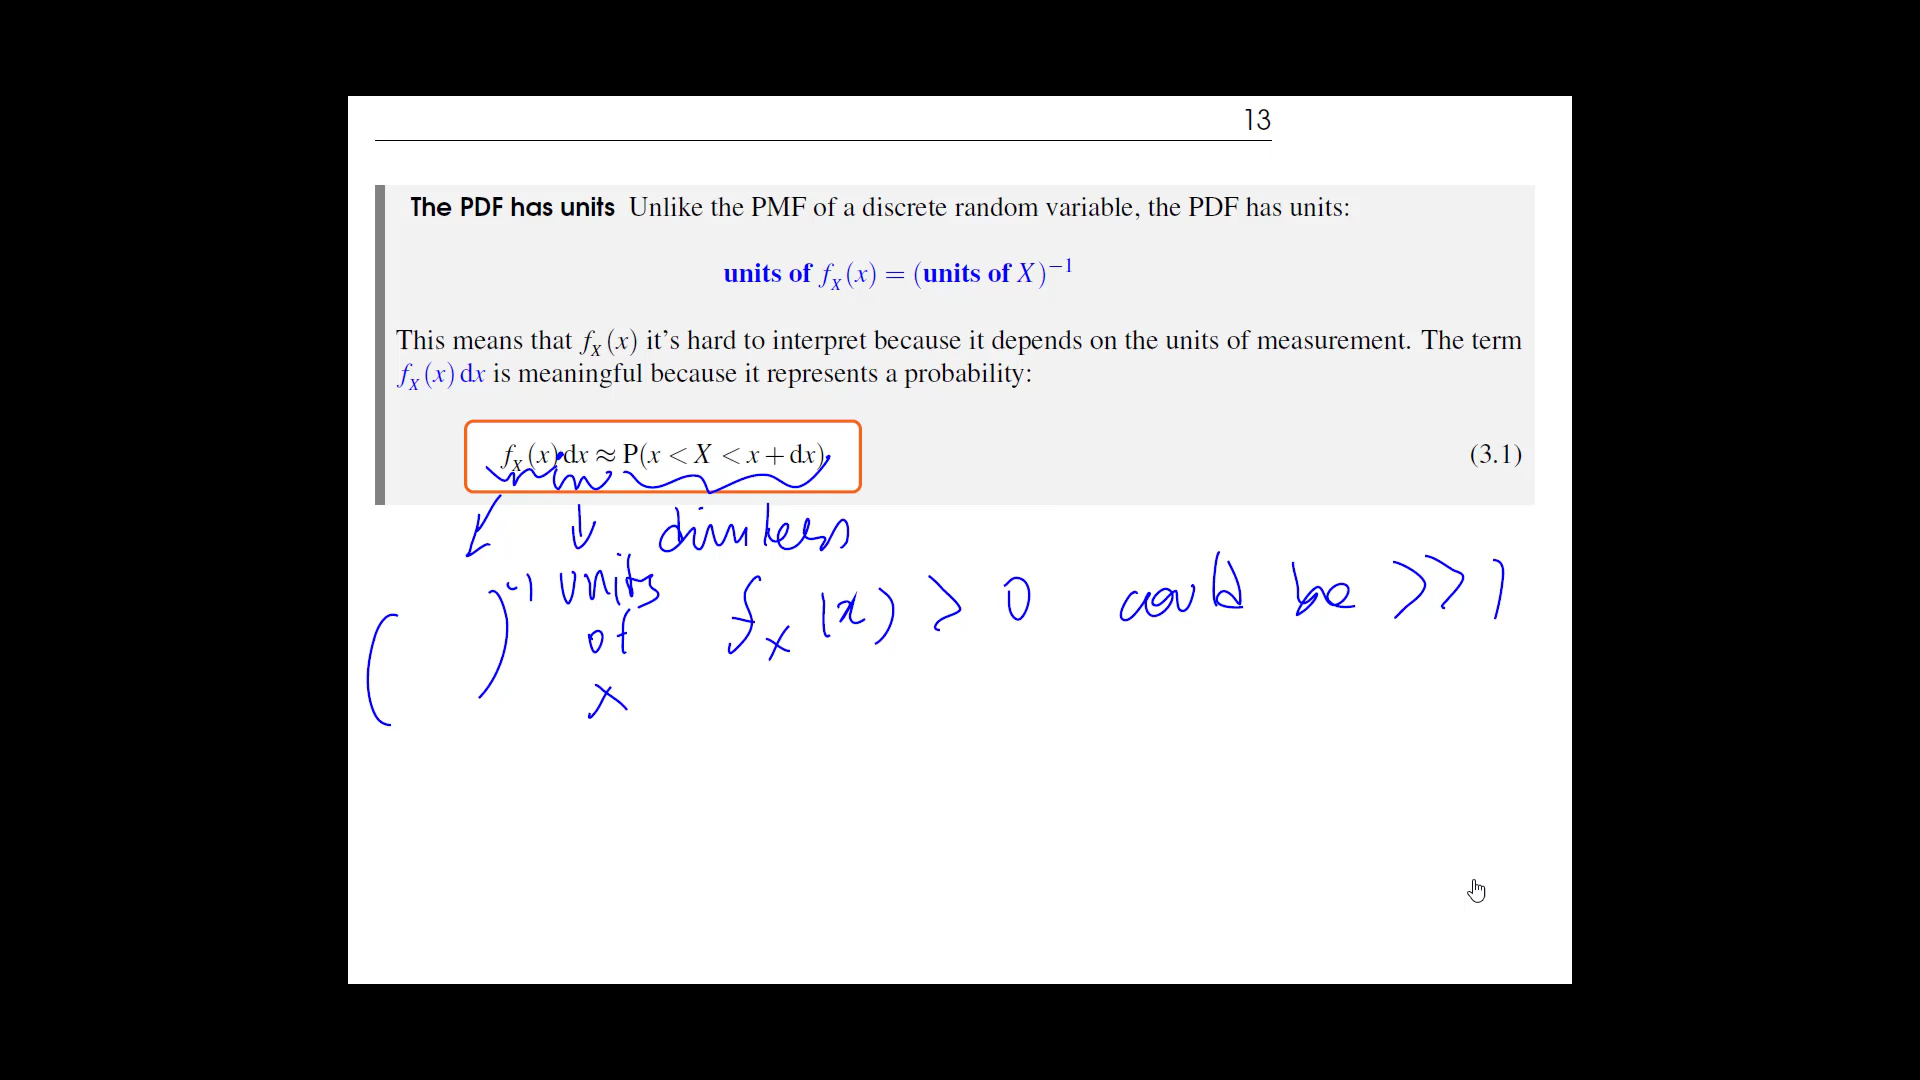 13
The PDF has units Unlike the PMF of a discrete random variable, the PDF has units:
units of f_X(x) = (units of X)^{-1}
This means that f_X(x) it's hard to interpret because it depends on the units of measurement. The term
f_X(x) dx is meaningful because it represents a probability:
f_X(x) dx ≈ P(x < X < x + dx) (3.1)
( )^{-1} units
of
x
f_X(x) > 0 could be >>> 1